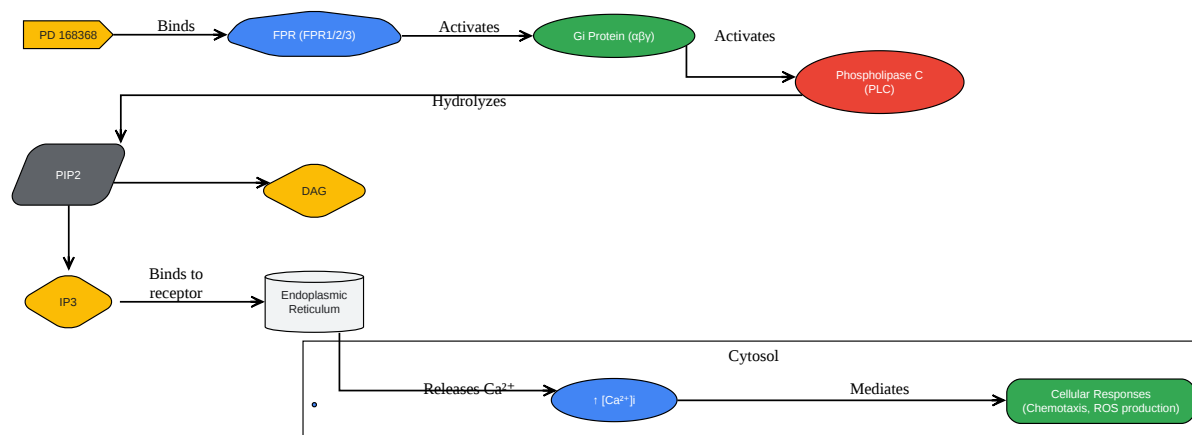 PD 168368
Binds
FPR (FPR1/2/3)
Activates
Gi Protein (αβγ)
Activates
Phospholipase C
(PLC)
Hydrolyzes
PIP2
DAG
IP3
Binds to
receptor
Endoplasmic
Reticulum
Cytosol
Releases Ca²⁺
↑ [Ca²⁺]i
Mediates
Cellular Responses
(Chemotaxis, ROS production)